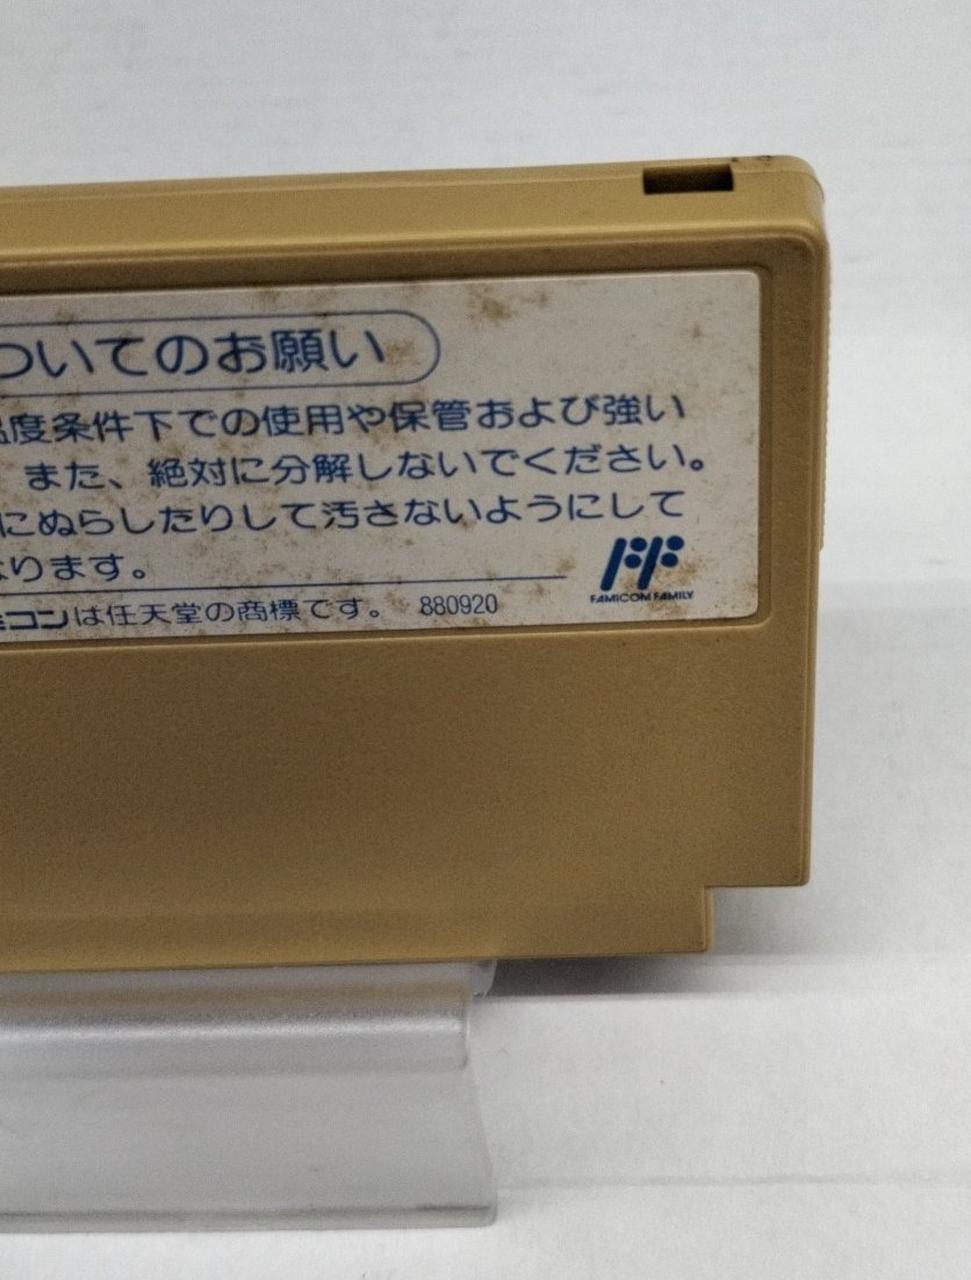 ついてのお願い
度条件下での使用や保管および強い
また、絶対に分解しないでください。
にぬらしたりして汚さないようにして
ります。
コンは任天堂の商標です。 880920
FAMICOM FAMILY